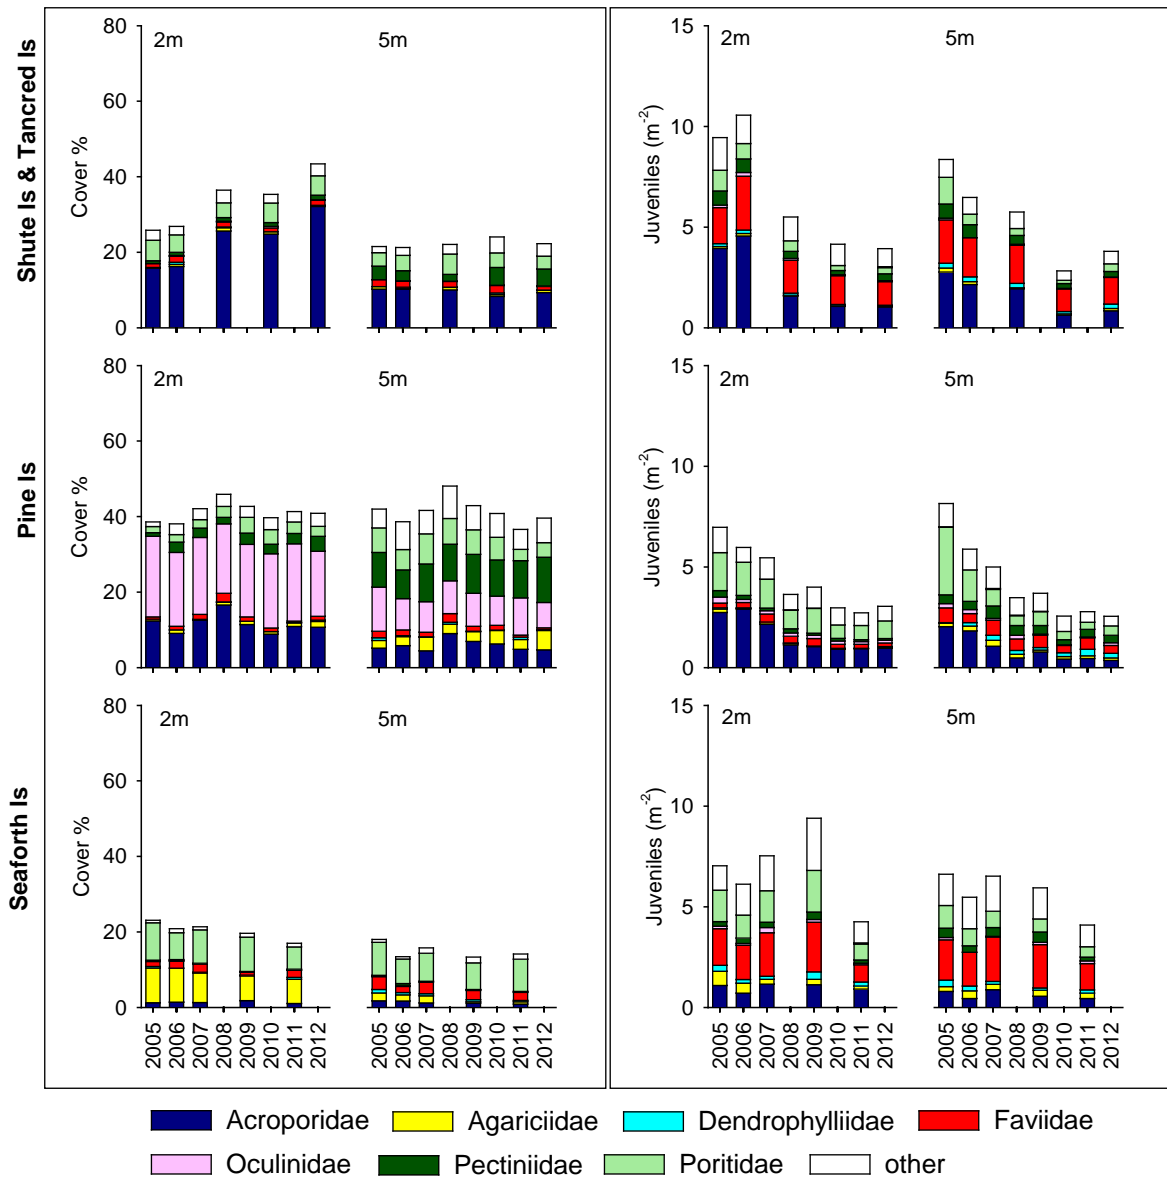 Shute Is & Tancred Is
Cover %
80
60
40
20
0
2m
5m
Juveniles (m-2)
15
10
5
0
2m
5m
Pine Is
Cover %
80
60
40
20
0
2m
5m
Juveniles (m-2)
15
10
5
0
2m
5m
Seaforth Is
Cover %
80
60
40
20
0
2m
5m
Juveniles (m-2)
15
10
5
0
2m
5m
2005 2006 2007 2008 2009 2010 2011 2012
2005 2006 2007 2008 2009 2010 2011 2012
2005 2006 2007 2008 2009 2010 2011 2012
2005 2006 2007 2008 2009 2010 2011 2012
Acroporidae Agariciidae Dendrophylliidae Faviidae
Oculinidae Pectiniidae Poritidae other